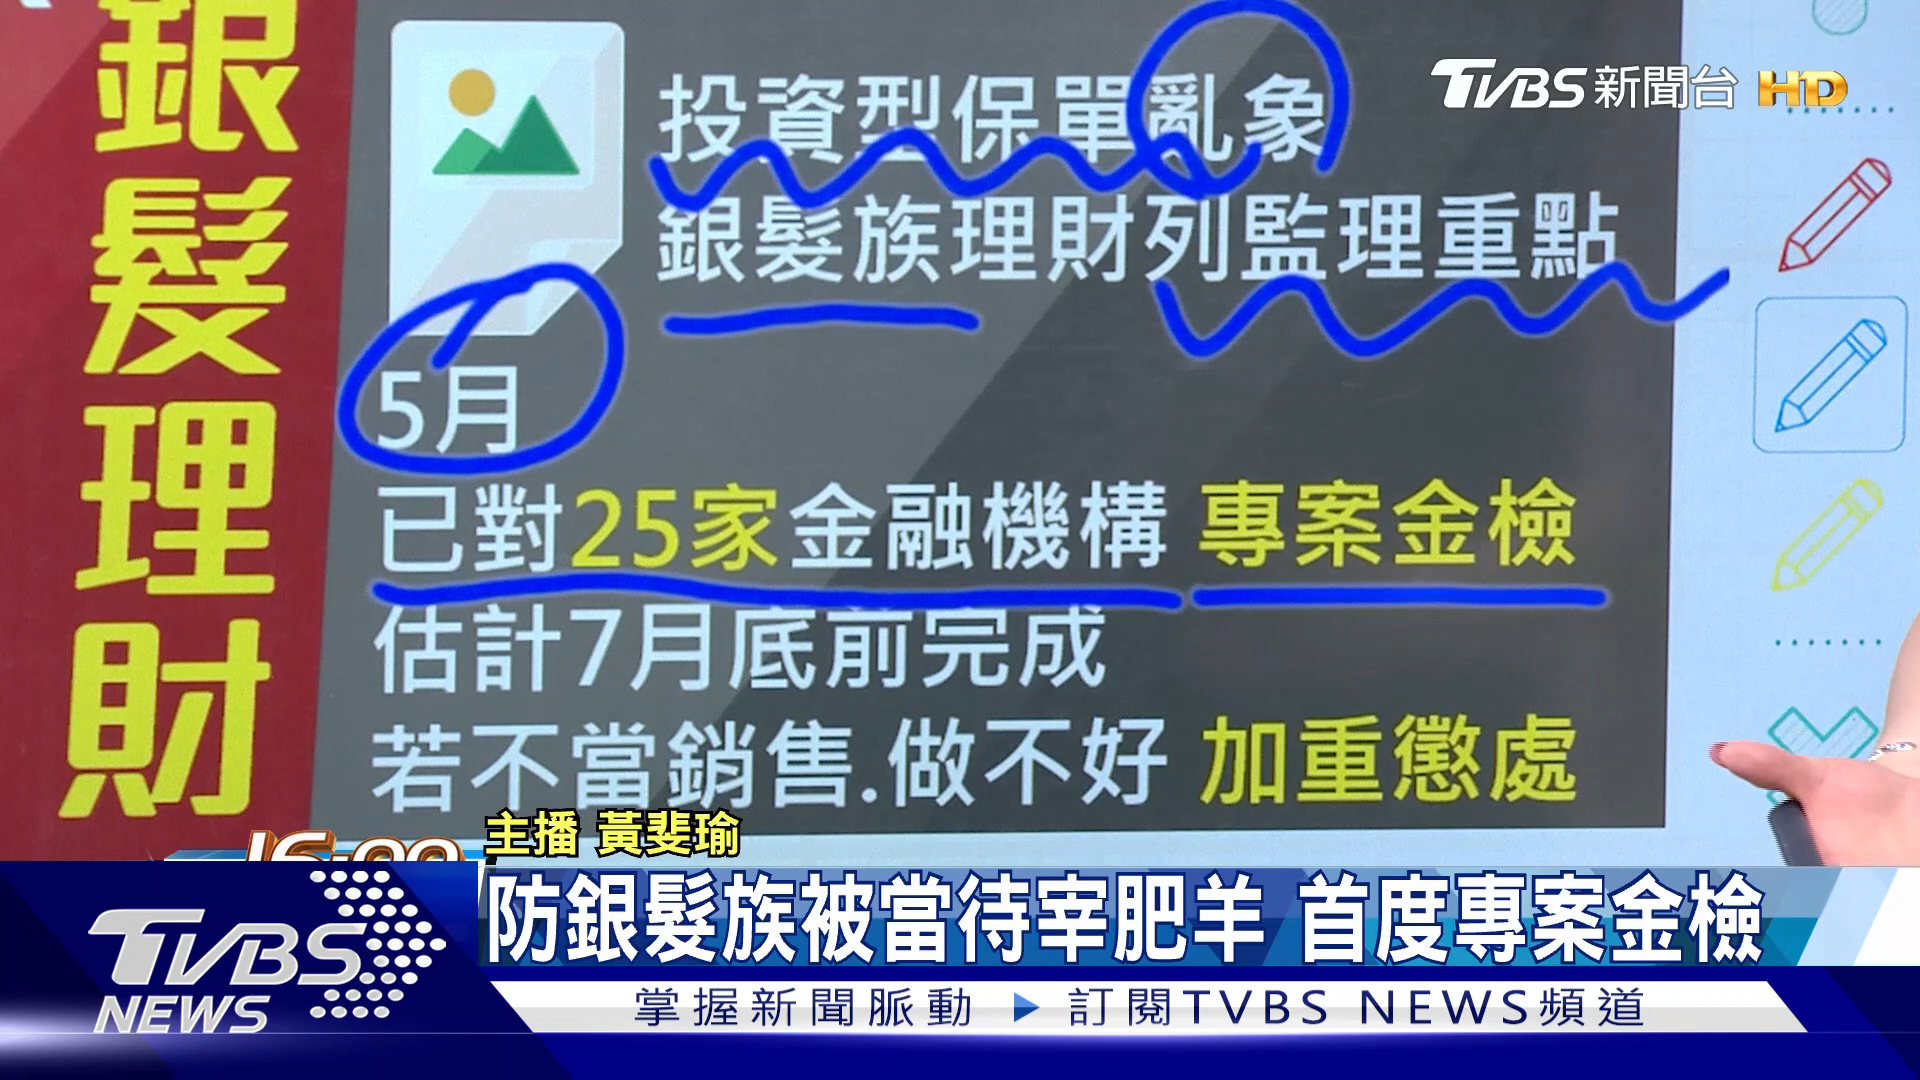 銀髮理財
投資型保單亂象
TVBS新聞台 HD
銀髮族理財列監理重點
5月
已對25家金融機構 專案金檢
估計7月底前完成
若不當銷售.做不好 加重懲處
主播 黃斐瑜
防銀髮族被當待宰肥羊 首度專案金檢
TVBS NEWS
掌握新聞脈動 ▶ 訂閱TVBS NEWS頻道